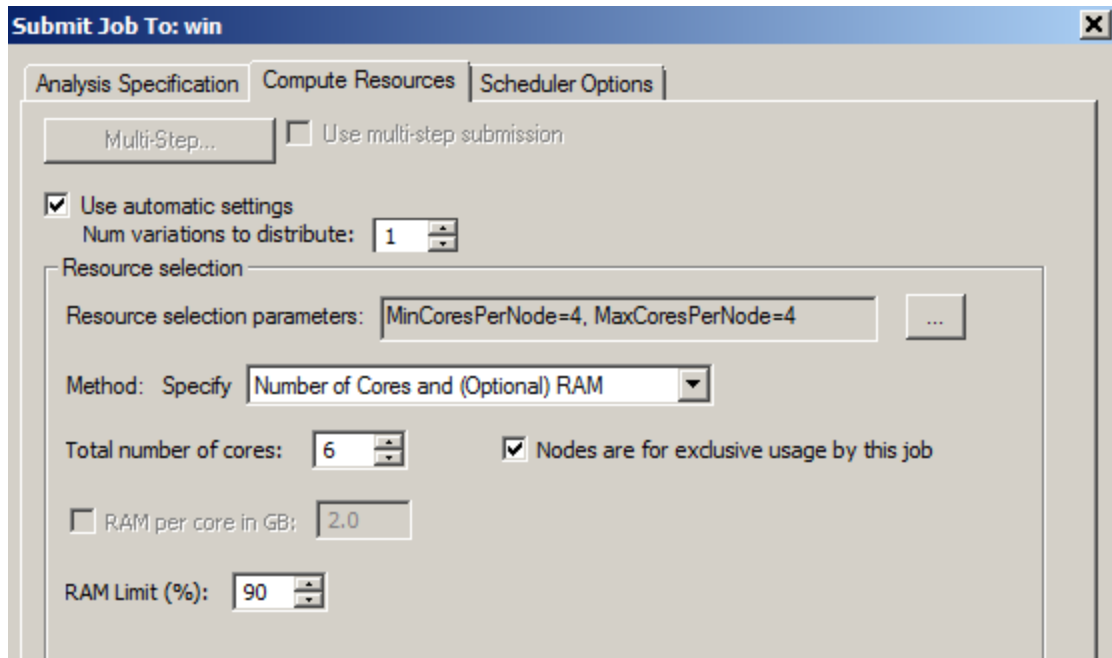 Submit Job To: win
Analysis Specification Compute Resources Scheduler Options
Multi-Step... Use multi-step submission
Use automatic settings
Num variations to distribute: 1
Resource selection
Resource selection parameters: MinCoresPerNode=4, MaxCoresPerNode=4 ...
Method: Specify Number of Cores and (Optional) RAM
Total number of cores: 6 Nodes are for exclusive usage by this job
RAM per core in GB: 2.0
RAM Limit (%): 90